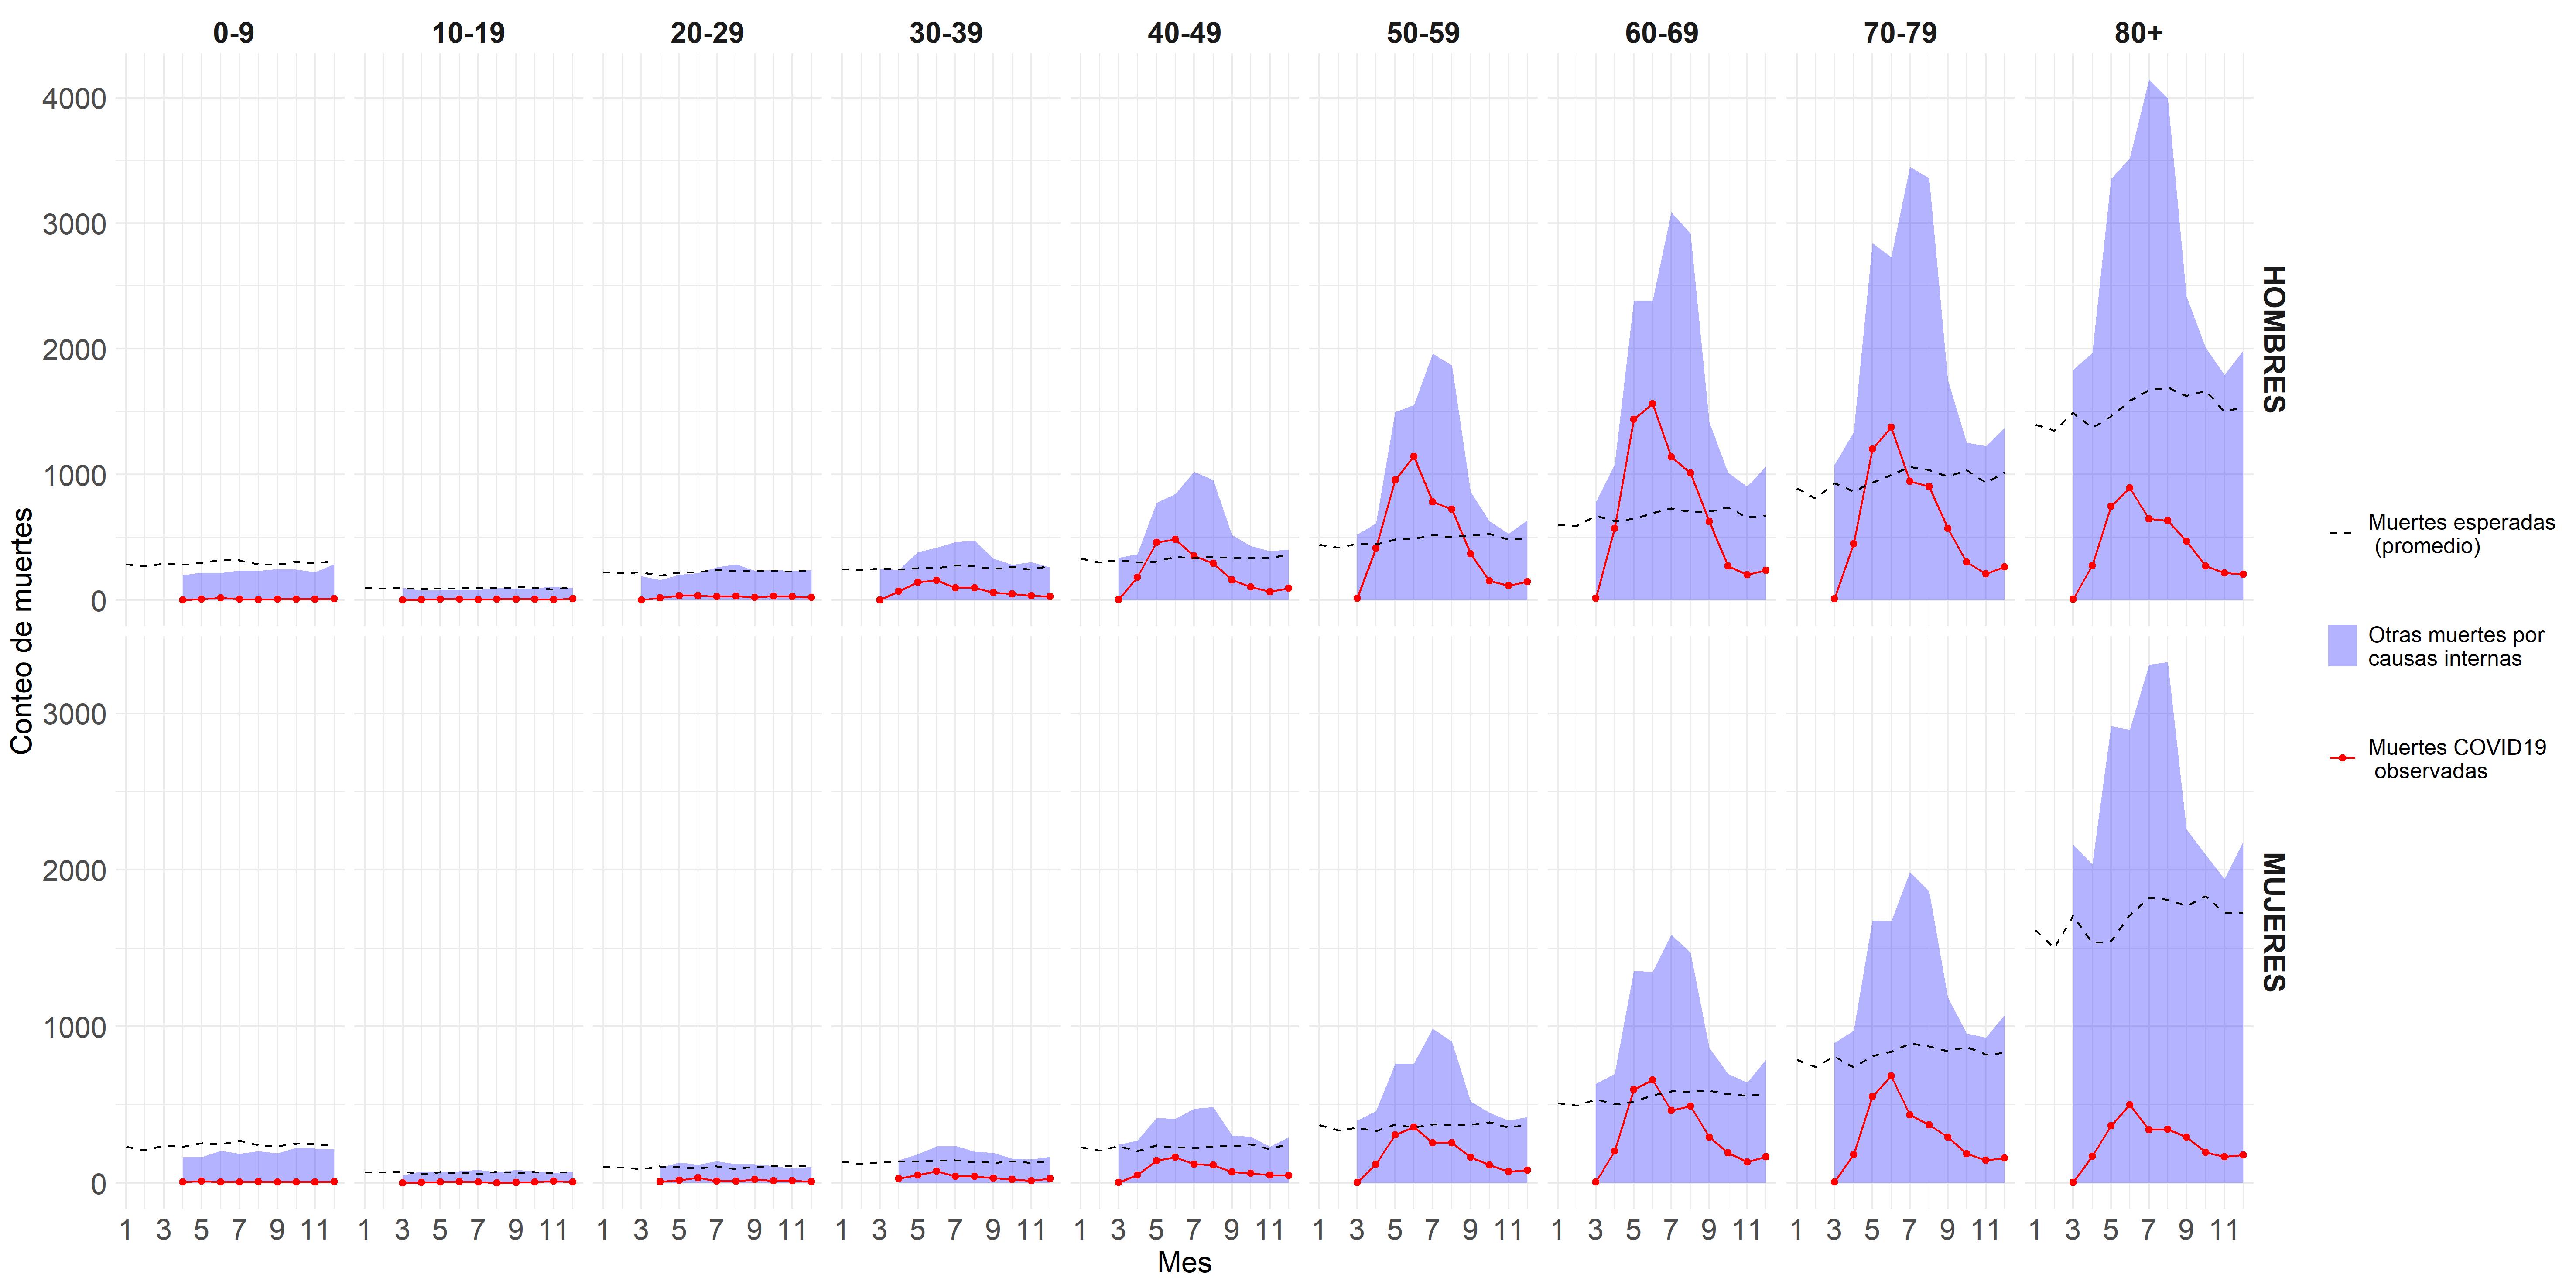 0-9 10-19 20-29 30-39 40-49 50-59 60-69 70-79 80+
4000
3000
2000
1000
0
HOMBRES
3000
2000
1000
0
MUJERES
Conteo de muertes
1 3 5 7 9 11 1 3 5 7 9 11 1 3 5 7 9 11 1 3 5 7 9 11 1 3 5 7 9 11 1 3 5 7 9 11 1 3 5 7 9 11 1 3 5 7 9 11 1 3 5 7 9 11
Mes
Muertes esperadas
(promedio)
Otras muertes por
causas internas
Muertes COVID19
observadas